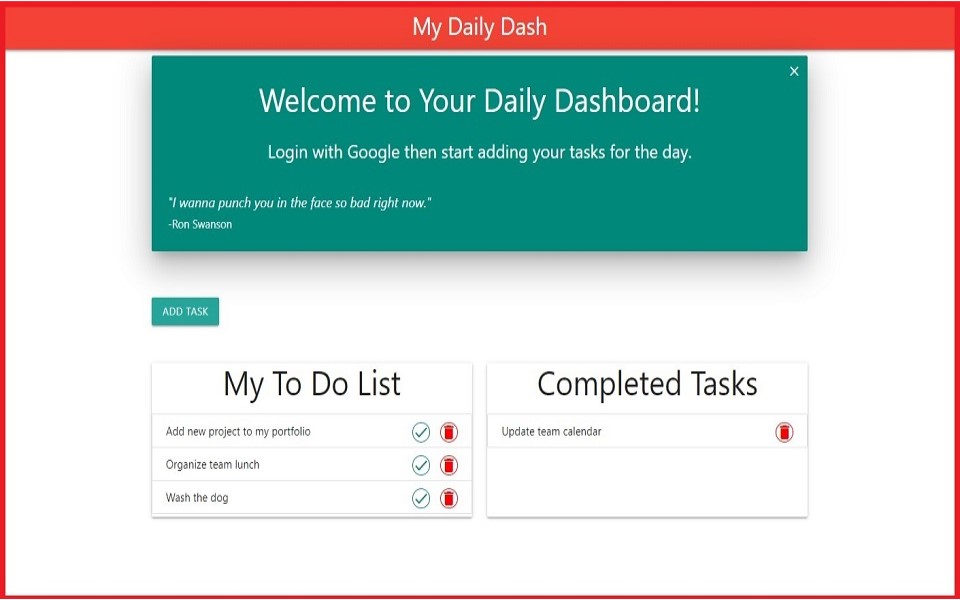 My Daily Dash
Welcome to Your Daily Dashboard!
Login with Google then start adding your tasks for the day.
"I wanna punch you in the face so bad right now."
-Ron Swanson
ADD TASK
My To Do List
Add new project to my portfolio
Organize team lunch
Wash the dog
Completed Tasks
Update team calendar